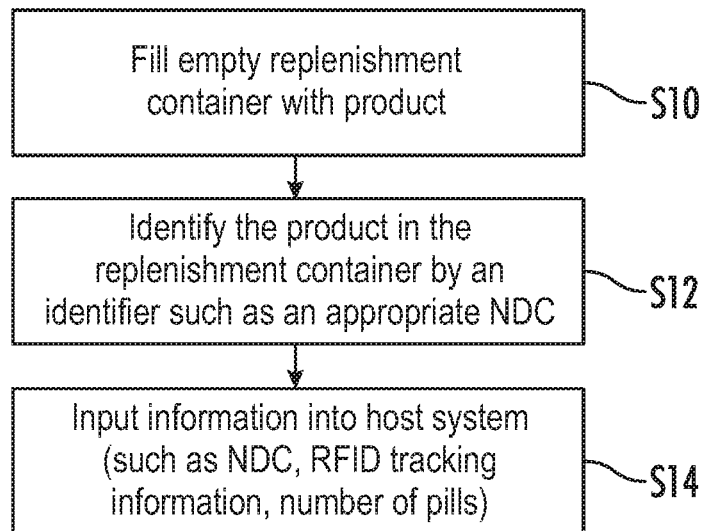 Fill empty replenishment
container with product
S10
Identify the product in the
replenishment container by an
identifier such as an appropriate NDC
S12
Input information into host system
(such as NDC, RFID tracking
information, number of pills)
S14